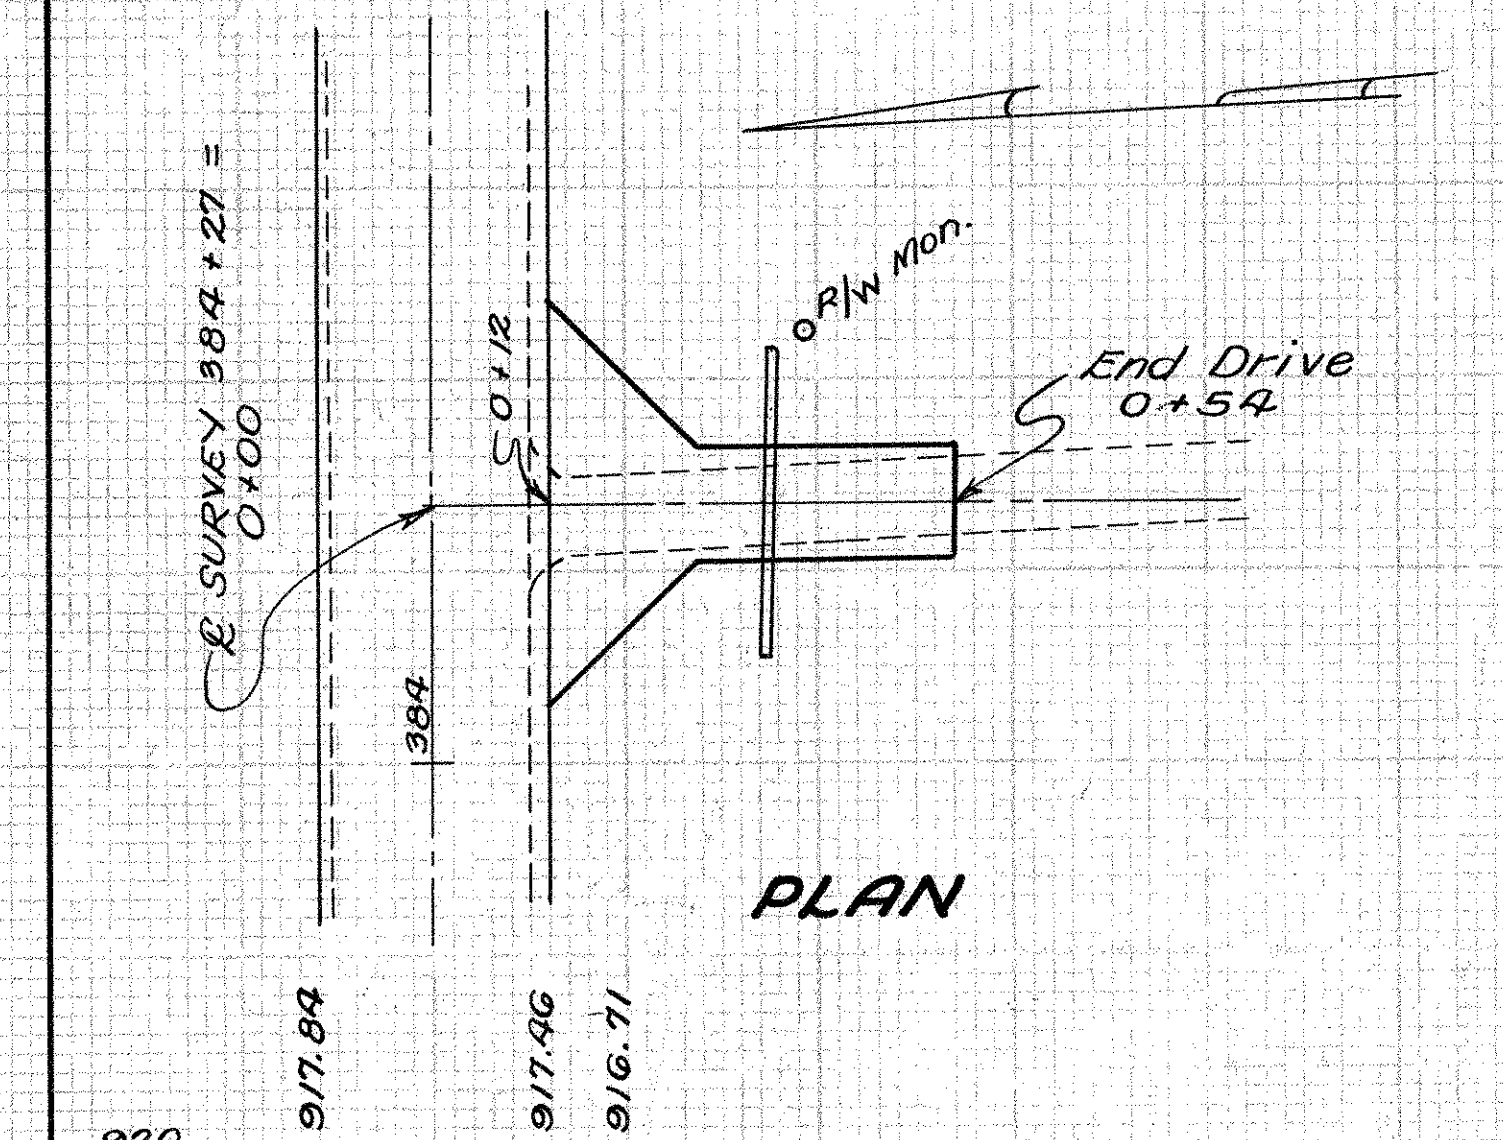 ℄ SURVEY 384+27 =
0+00
0+12
R/W Mon.
End Drive
0+54
384
PLAN
917.84
917.46
916.71